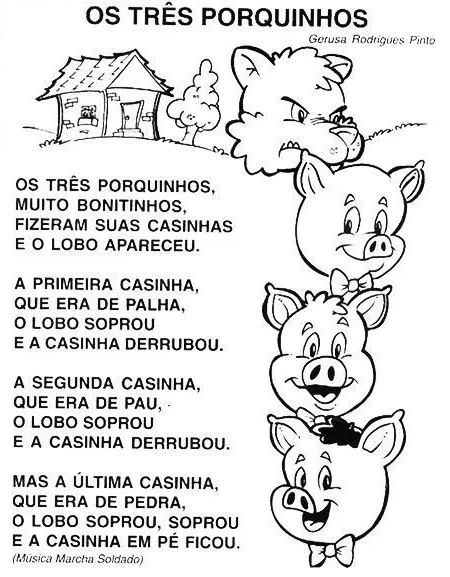 OS TRÊS PORQUINHOS
Gerusa Rodrigues Pinto
OS TRÊS PORQUINHOS,
MUITO BONITINHOS,
FIZERAM SUAS CASINHAS
E O LOBO APARECEU.
A PRIMEIRA CASINHA,
QUE ERA DE PALHA,
O LOBO SOPROU
E A CASINHA DERRUBOU.
A SEGUNDA CASINHA,
QUE ERA DE PAU,
O LOBO SOPROU
E A CASINHA DERRUBOU.
MAS A ÚLTIMA CASINHA,
QUE ERA DE PEDRA,
O LOBO SOPROU, SOPROU
E A CASINHA EM PÉ FICOU.
(Música Marcha Soldado)